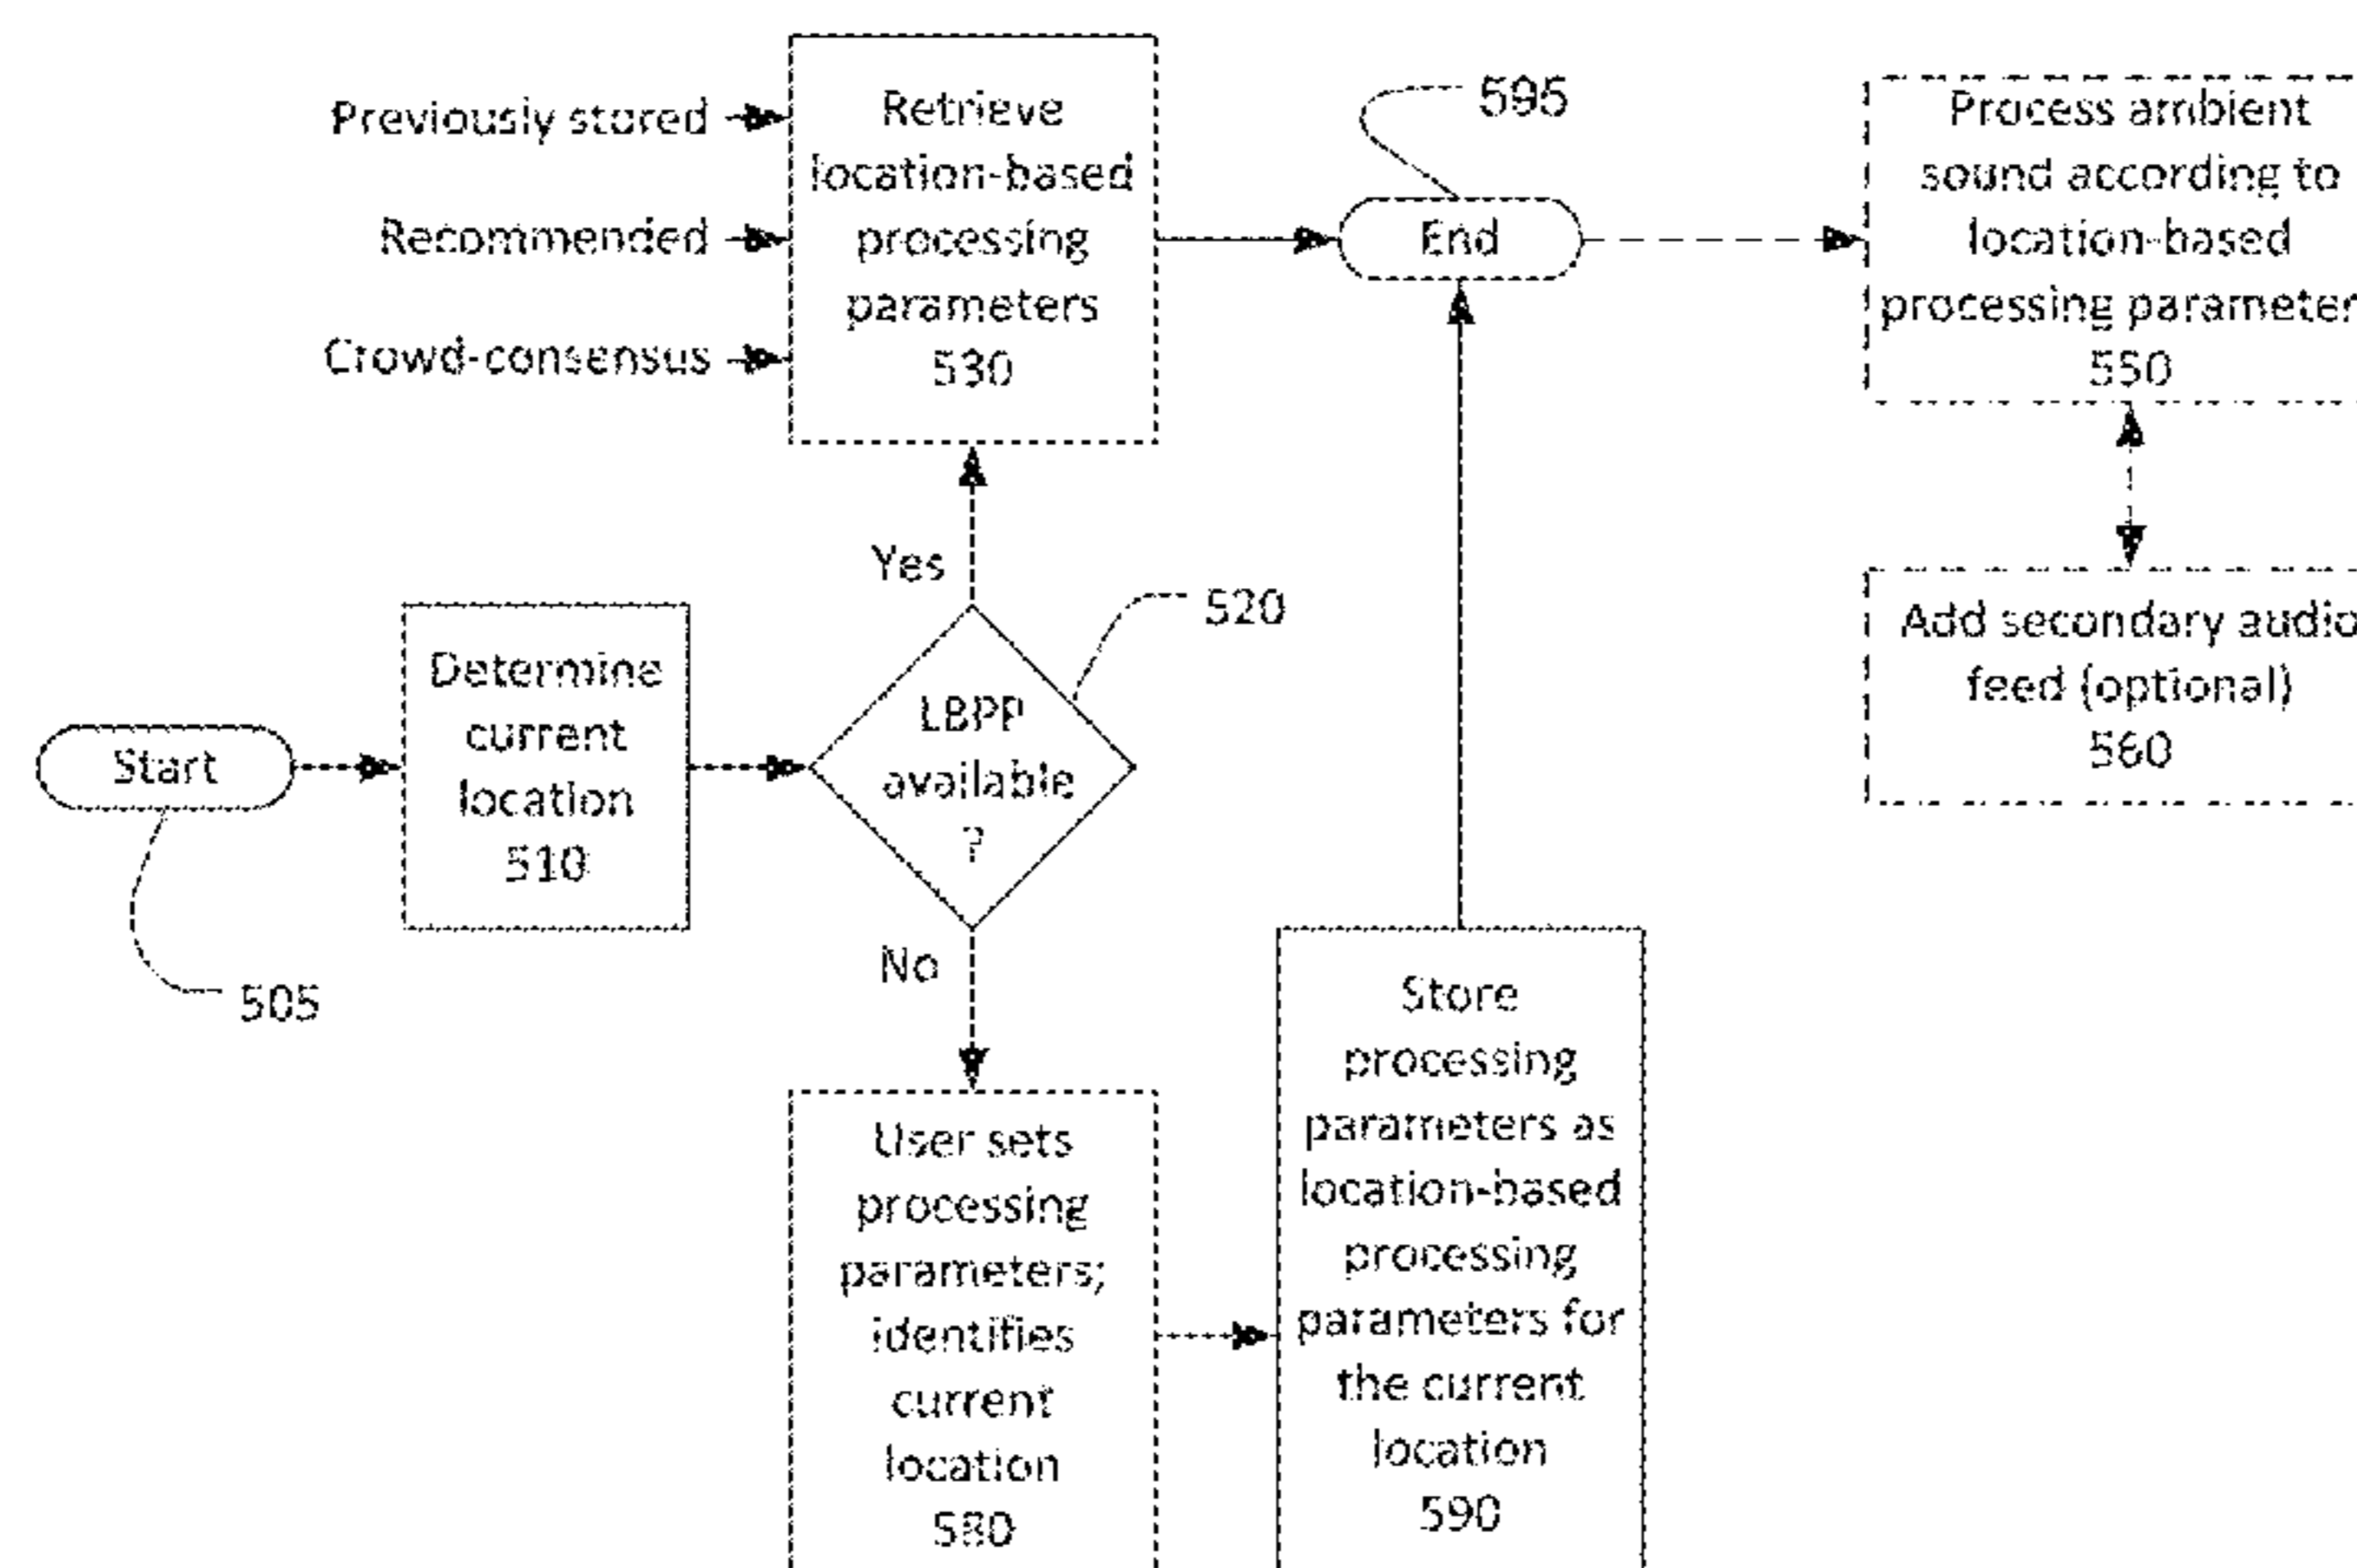 Previously stored
Recommended
Crowd-consensus
Retrieve
location-based
processing
parameters
530
595
End
Process ambient
sound according to
location-based
processing parameter
550
Yes
520
Add secondary audio
feed (optional)
560
Start
505
Determine
current
location
510
LBPP
available
?
No
User sets
processing
parameters;
identifies
current
location
580
Store
processing
parameters as
location-based
processing
parameters for
the current
location
590